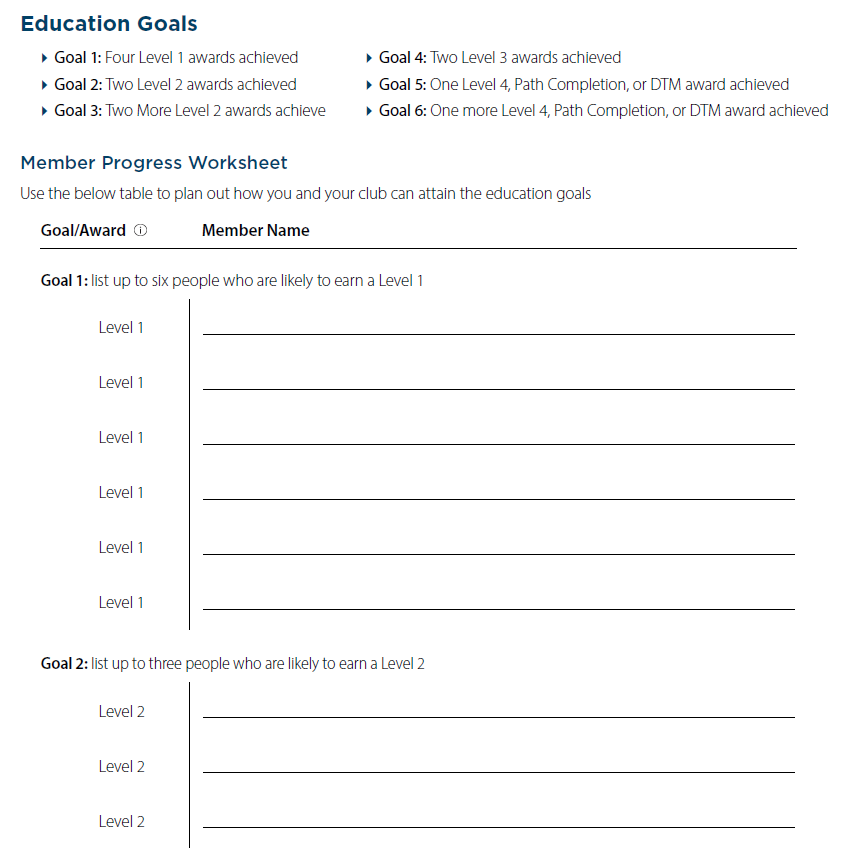 Education Goals
Goal 1: Four Level 1 awards achieved
Goal 2: Two Level 2 awards achieved
Goal 3: Two More Level 2 awards achieve
Goal 4: Two Level 3 awards achieved
Goal 5: One Level 4, Path Completion, or DTM award achieved
Goal 6: One more Level 4, Path Completion, or DTM award achieved
Member Progress Worksheet
Use the below table to plan out how you and your club can attain the education goals
Goal/Award ⓘ Member Name
Goal 1: list up to six people who are likely to earn a Level 1
Level 1
Level 1
Level 1
Level 1
Level 1
Level 1
Goal 2: list up to three people who are likely to earn a Level 2
Level 2
Level 2
Level 2